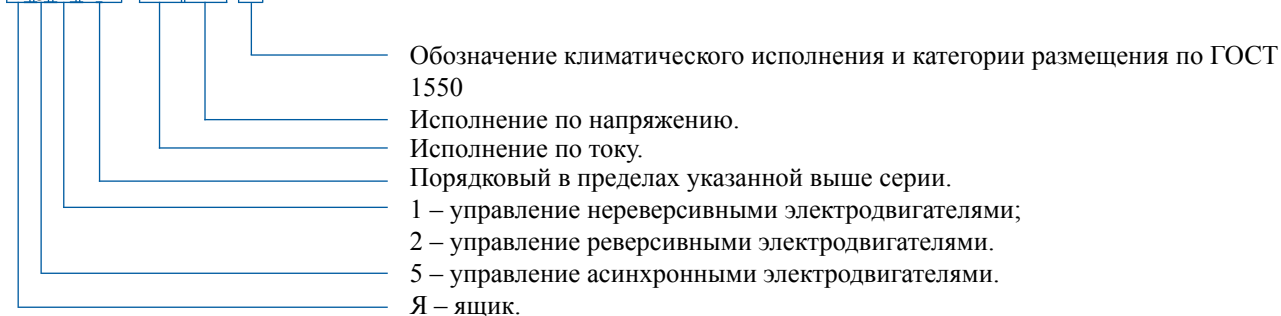 Обозначение климатического исполнения и категории размещения по ГОСТ
1550
Исполнение по напряжению.
Исполнение по току.
Порядковый в пределах указанной выше серии.
1 – управление нереверсивными электродвигателями;
2 – управление реверсивными электродвигателями.
5 – управление асинхронными электродвигателями.
Я – ящик.